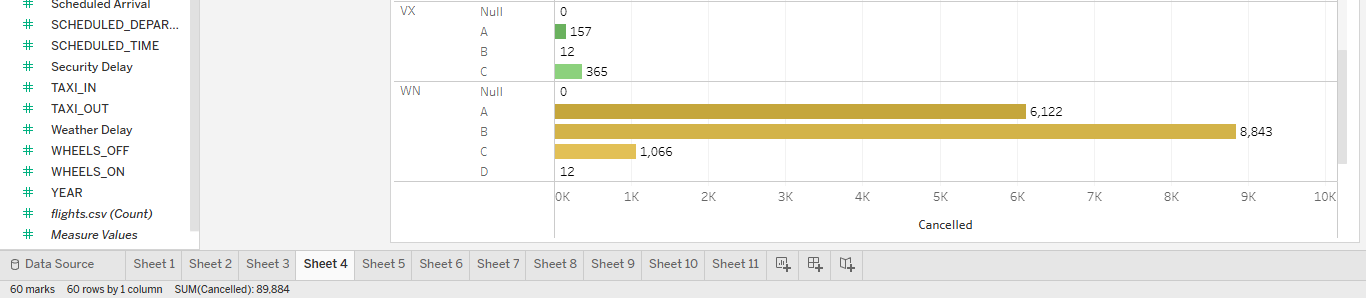 Scheduled Arrival
SCHEDULED_DEPAR...
SCHEDULED_TIME
Security Delay
TAXI_IN
TAXI_OUT
Weather Delay
WHEELS_OFF
WHEELS_ON
YEAR
flights.csv (Count)
Measure Values
VX Null 0
A 157
B 12
C 365
WN Null 0
A 6,122
B 8,843
C 1,066
D 12
0K 1K 2K 3K 4K 5K 6K 7K 8K 9K 10K
Cancelled
Data Source Sheet 1 Sheet 2 Sheet 3 Sheet 4 Sheet 5 Sheet 6 Sheet 7 Sheet 8 Sheet 9 Sheet 10 Sheet 11
60 marks 60 rows by 1 column SUM(Cancelled): 89,884